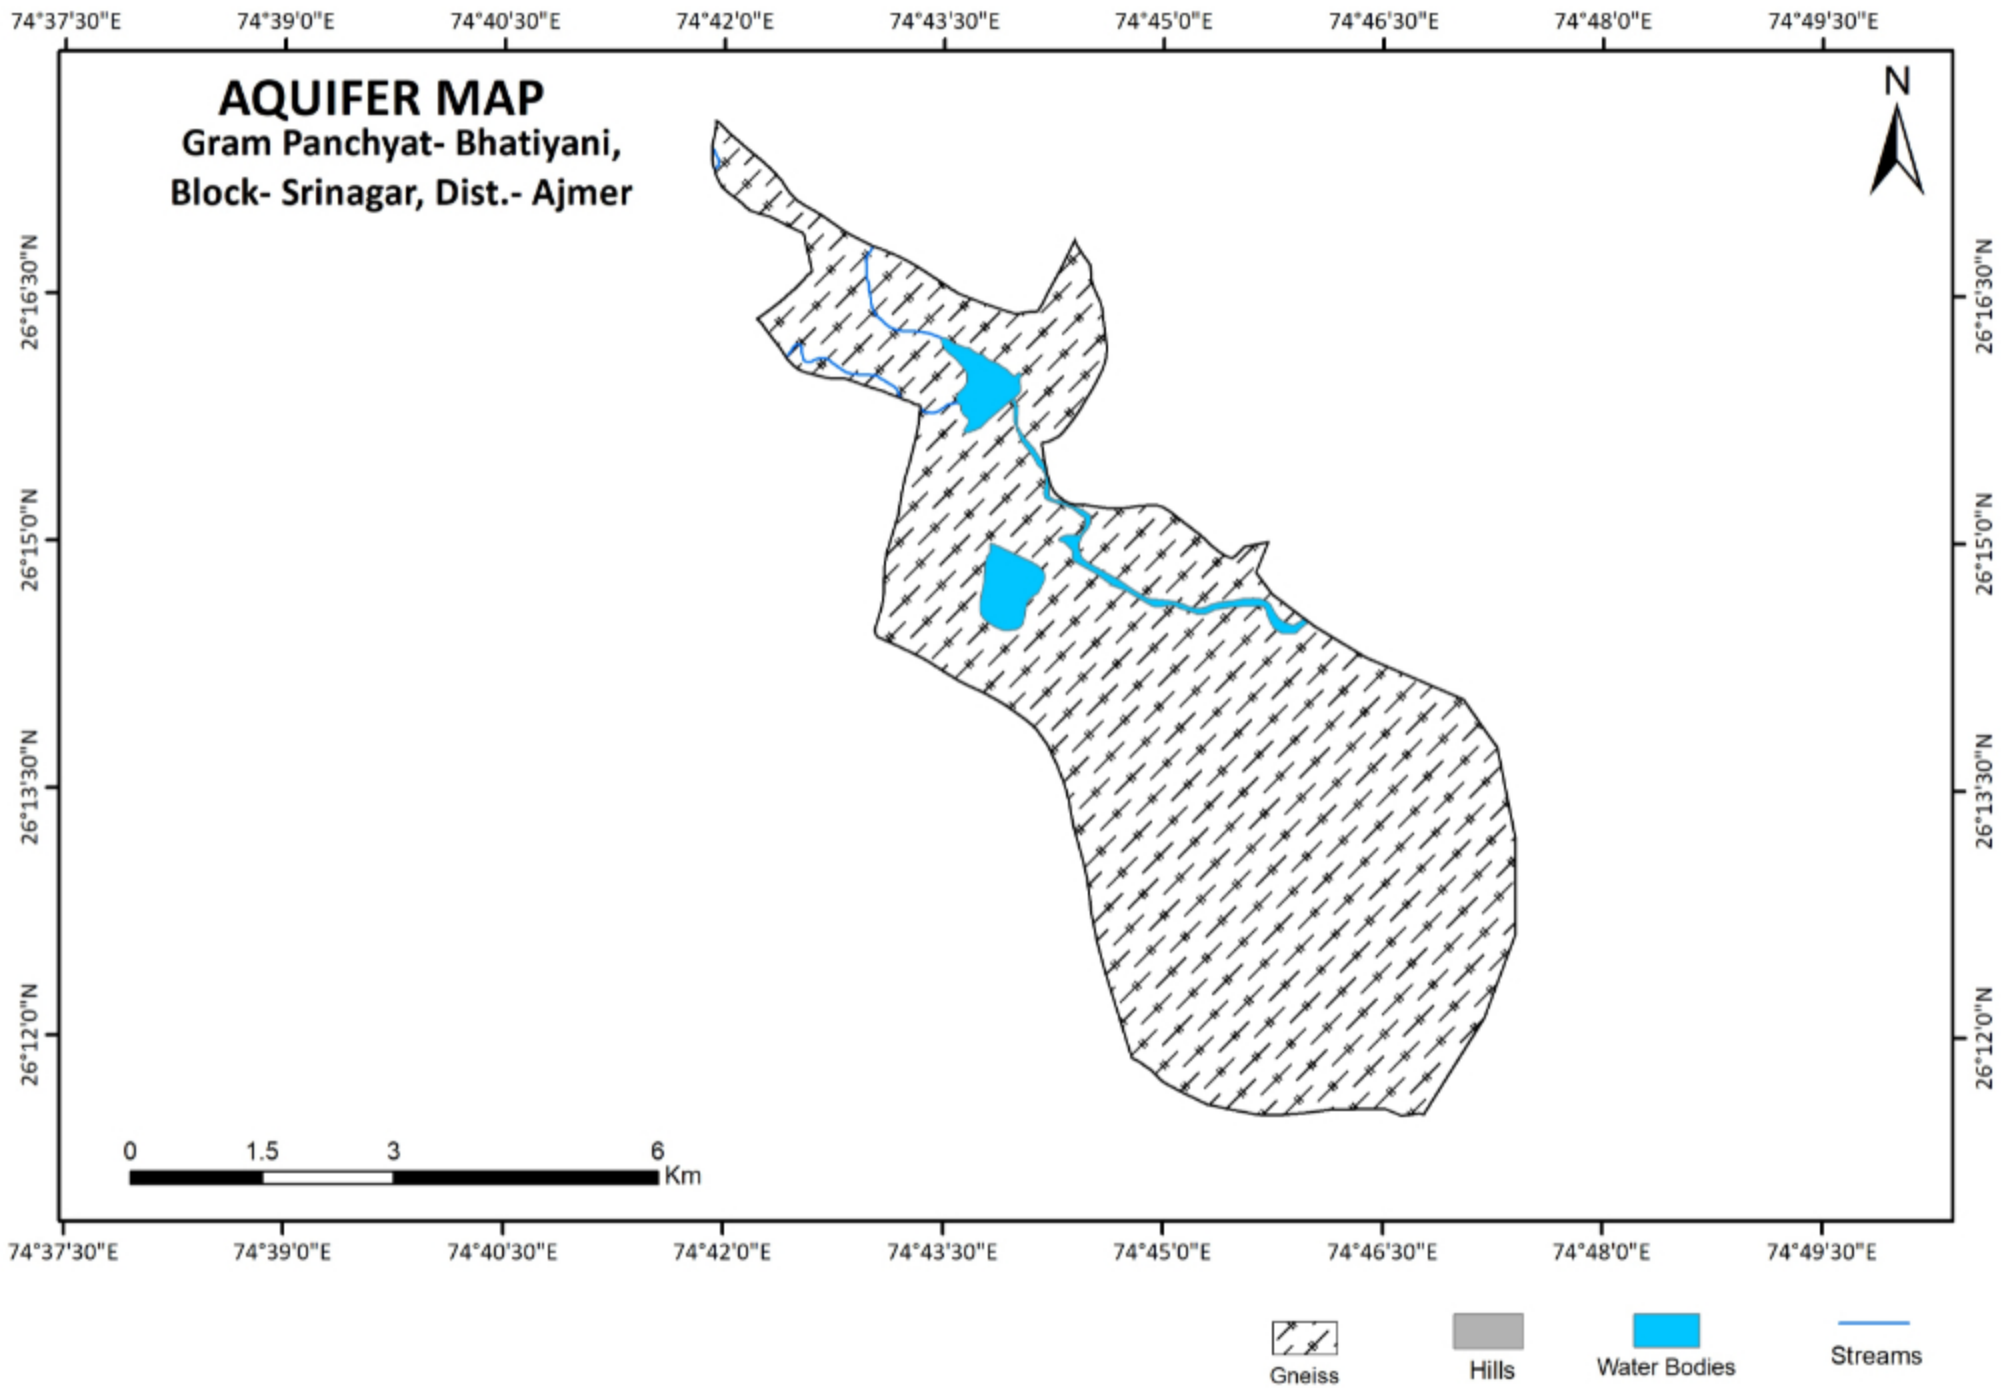 74°37'30"E 74°39'0"E 74°40'30"E 74°42'0"E 74°43'30"E 74°45'0"E 74°46'30"E 74°48'0"E 74°49'30"E
AQUIFER MAP
Gram Panchyat- Bhatiyani,
Block- Srinagar, Dist.- Ajmer
N
26°16'30"N 26°16'30"N
26°15'0"N 26°15'0"N
26°13'30"N 26°13'30"N
26°12'0"N 26°12'0"N
0 1.5 3 6
Km
74°37'30"E 74°39'0"E 74°40'30"E 74°42'0"E 74°43'30"E 74°45'0"E 74°46'30"E 74°48'0"E 74°49'30"E
Gneiss Hills Water Bodies Streams